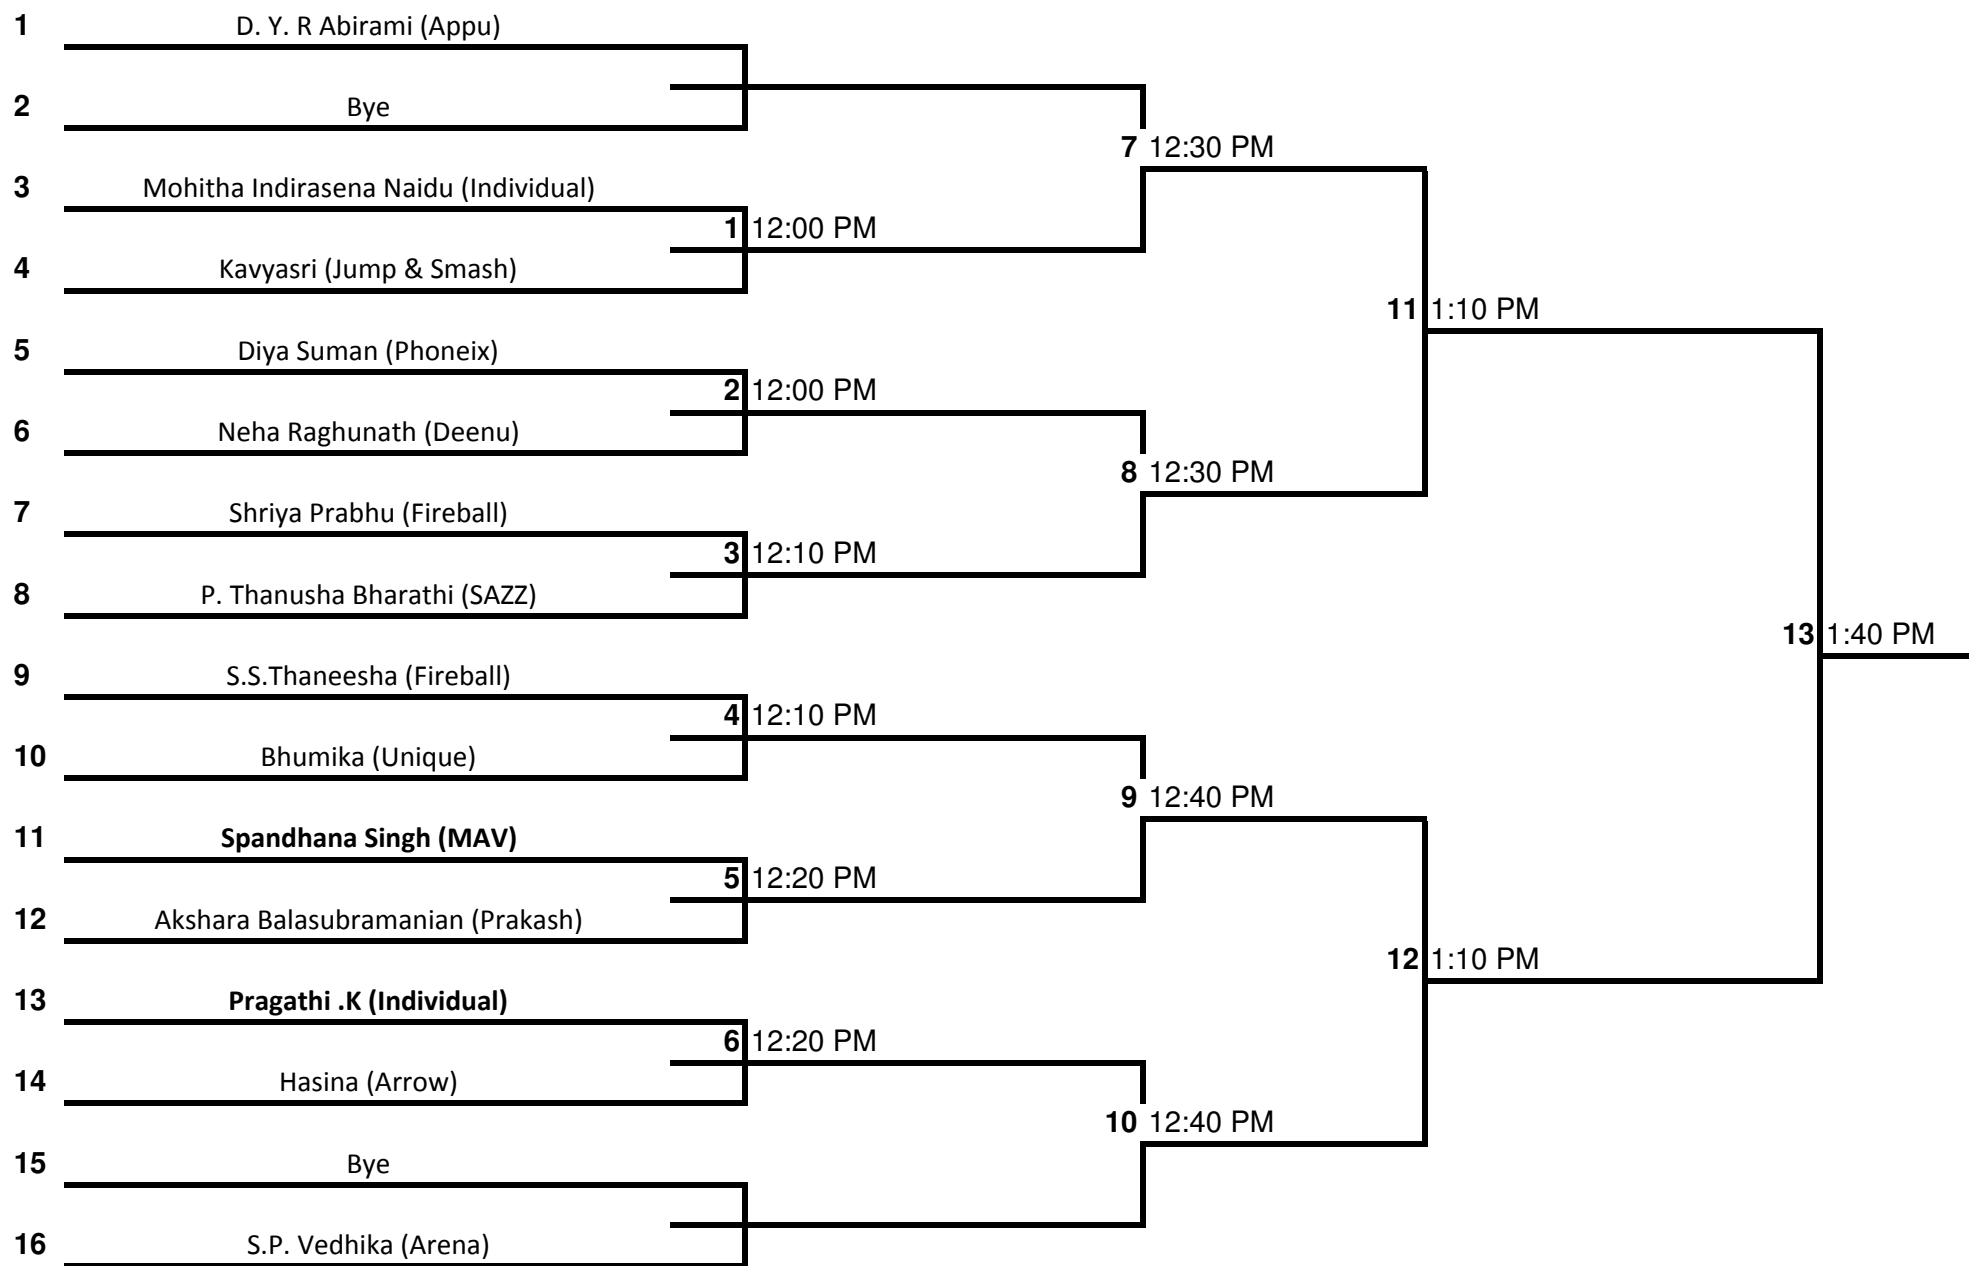 1 D. Y. R Abirami (Appu)
2 Bye
7 12:30 PM
3 Mohitha Indirasena Naidu (Individual)
1 12:00 PM
4 Kavyasri (Jump & Smash)
11 1:10 PM
5 Diya Suman (Phoneix)
2 12:00 PM
6 Neha Raghunath (Deenu)
8 12:30 PM
7 Shriya Prabhu (Fireball)
3 12:10 PM
8 P. Thanusha Bharathi (SAZZ)
13 1:40 PM
9 S.S.Thaneesha (Fireball)
4 12:10 PM
10 Bhumika (Unique)
9 12:40 PM
11 Spandhana Singh (MAV)
5 12:20 PM
12 Akshara Balasubramanian (Prakash)
12 1:10 PM
13 Pragathi .K (Individual)
6 12:20 PM
14 Hasina (Arrow)
10 12:40 PM
15 Bye
16 S.P. Vedhika (Arena)